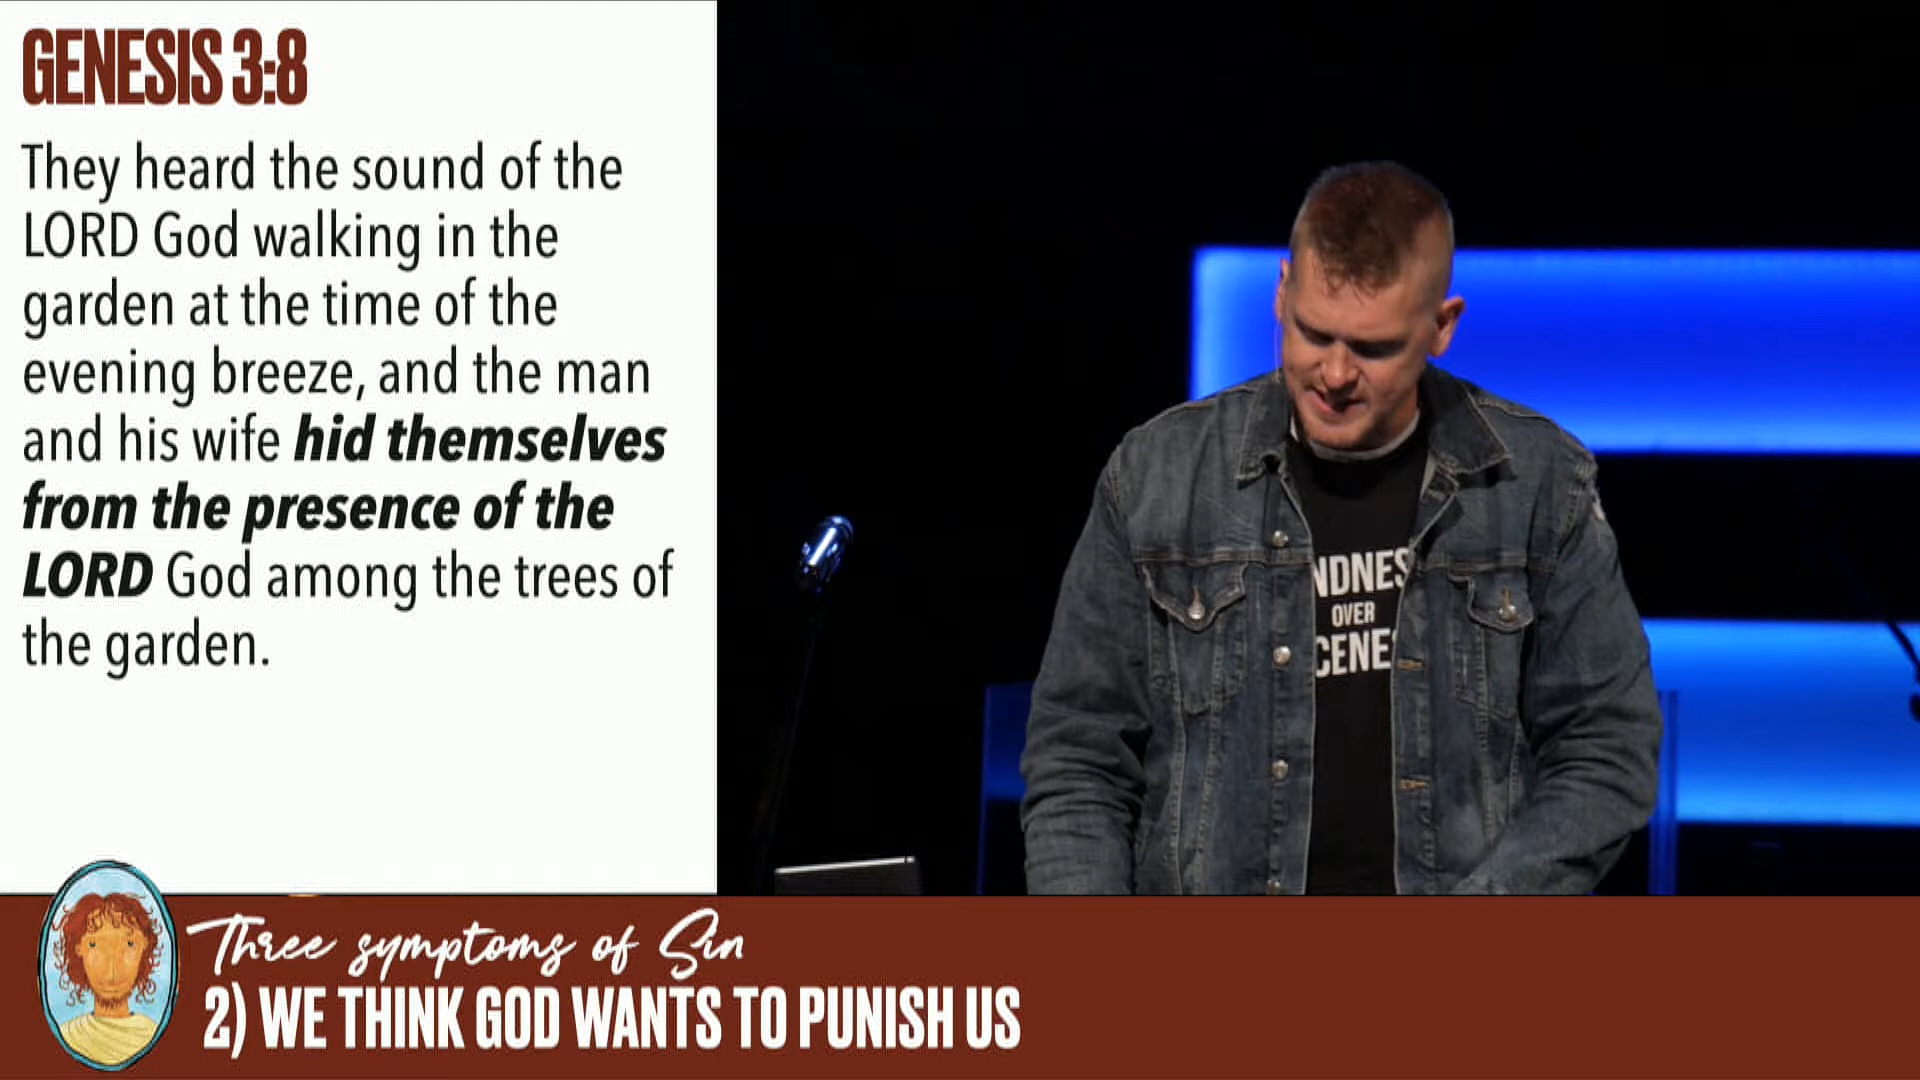 GENESIS 3:8
They heard the sound of the
LORD God walking in the
garden at the time of the
evening breeze, and the man
and his wife hid themselves
from the presence of the
LORD God among the trees of
the garden.
NDNES
OVER
CENE
Three symptoms of Sin
2) WE THINK GOD WANTS TO PUNISH US